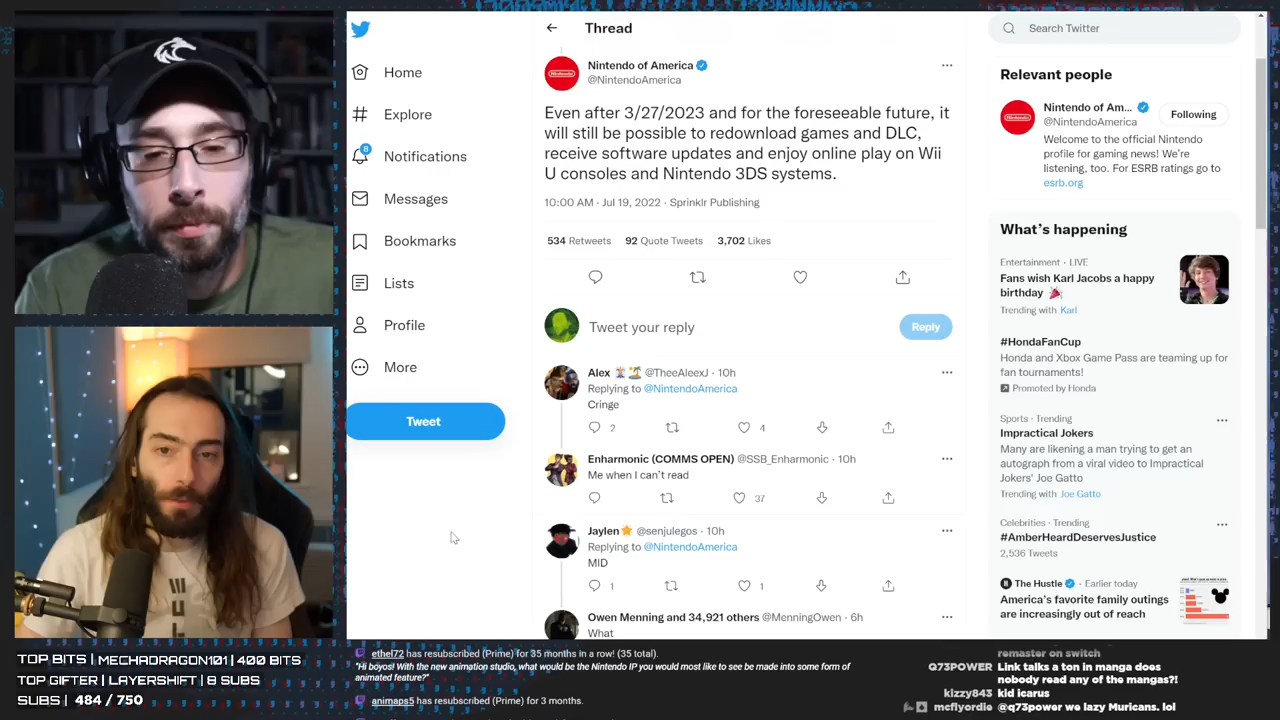 Thread
Nintendo of America
@NintendoAmerica
Even after 3/27/2023 and for the foreseeable future, it
will still be possible to redownload games and DLC,
receive software updates and enjoy online play on Wii
U consoles and Nintendo 3DS systems.
10:00 AM · Jul 19, 2022 · Sprinklr Publishing
534 Retweets 92 Quote Tweets 3,702 Likes
Tweet your reply
Reply
Alex @TheeAleexJ · 10h
Replying to @NintendoAmerica
Cringe
2 4
Enharmonic (COMMS OPEN) @SSB_Enharmonic · 10h
Me when I can't read
37
Jaylen @senjulegos · 10h
Replying to @NintendoAmerica
MID
1 1
Owen Menning and 34,921 others @MenningOwen · 6h
What
Home
Explore
8
Notifications
Messages
Bookmarks
Lists
Profile
More
Tweet
Search Twitter
Relevant people
Nintendo of Am...
@NintendoAmerica
Following
Welcome to the official Nintendo
profile for gaming news! We're
listening, too. For ESRB ratings go to
esrb.org
What's happening
Entertainment · LIVE
Fans wish Karl Jacobs a happy
birthday
Trending with Karl
#HondaFanCup
Honda and Xbox Game Pass are teaming up for
fan tournaments!
Promoted by Honda
Sports · Trending
Impractical Jokers
Many are likening a man trying to get an
autograph from a viral video to Impractical
Jokers' Joe Gatto
Trending with Joe Gatto
Celebrities · Trending
#AmberHeardDeservesJustice
2,536 Tweets
The Hustle · Earlier today
America's favorite family outings
are increasingly out of reach
TOP BITS | MECHADRAGON101 | 400 BITS
TOP GIFTER | LAYERSHIFT | 8 SUBS
SUBS | 484 / 750
ethel72 has resubscribed (Prime) for 35 months in a row! (35 total).
"Hi boyos! With the new animation studio, what would be the Nintendo IP you would most like to see be made into some form of
animated feature?"
animaps5 has resubscribed (Prime) for 3 months.
remaster on switch
Q73POWER Link talks a ton in manga does
nobody read any of the mangas?!
kizzy843 kid icarus
mcflyordie @q73power we lazy Muricans. lol